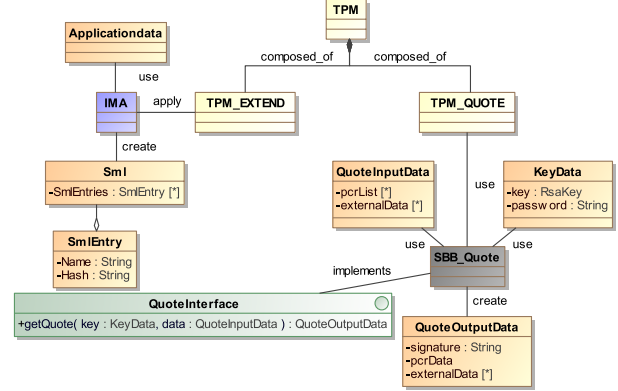 TPM
Applicationdata
composed_of
composed_of
use
IMA
apply
TPM_EXTEND
TPM_QUOTE
create
Sml
-SmlEntries : SmlEntry [*]
QuoteInputData
-pcrList [*]
-externalData [*]
KeyData
-key : RsaKey
-password : String
use
SmlEntry
-Name : String
-Hash : String
use
use
SBB_Quote
implements
QuoteInterface
+getQuote( key : KeyData, data : QuoteInputData ) : QuoteOutputData
create
QuoteOutputData
-signature : String
-pcrData
-externalData [*]